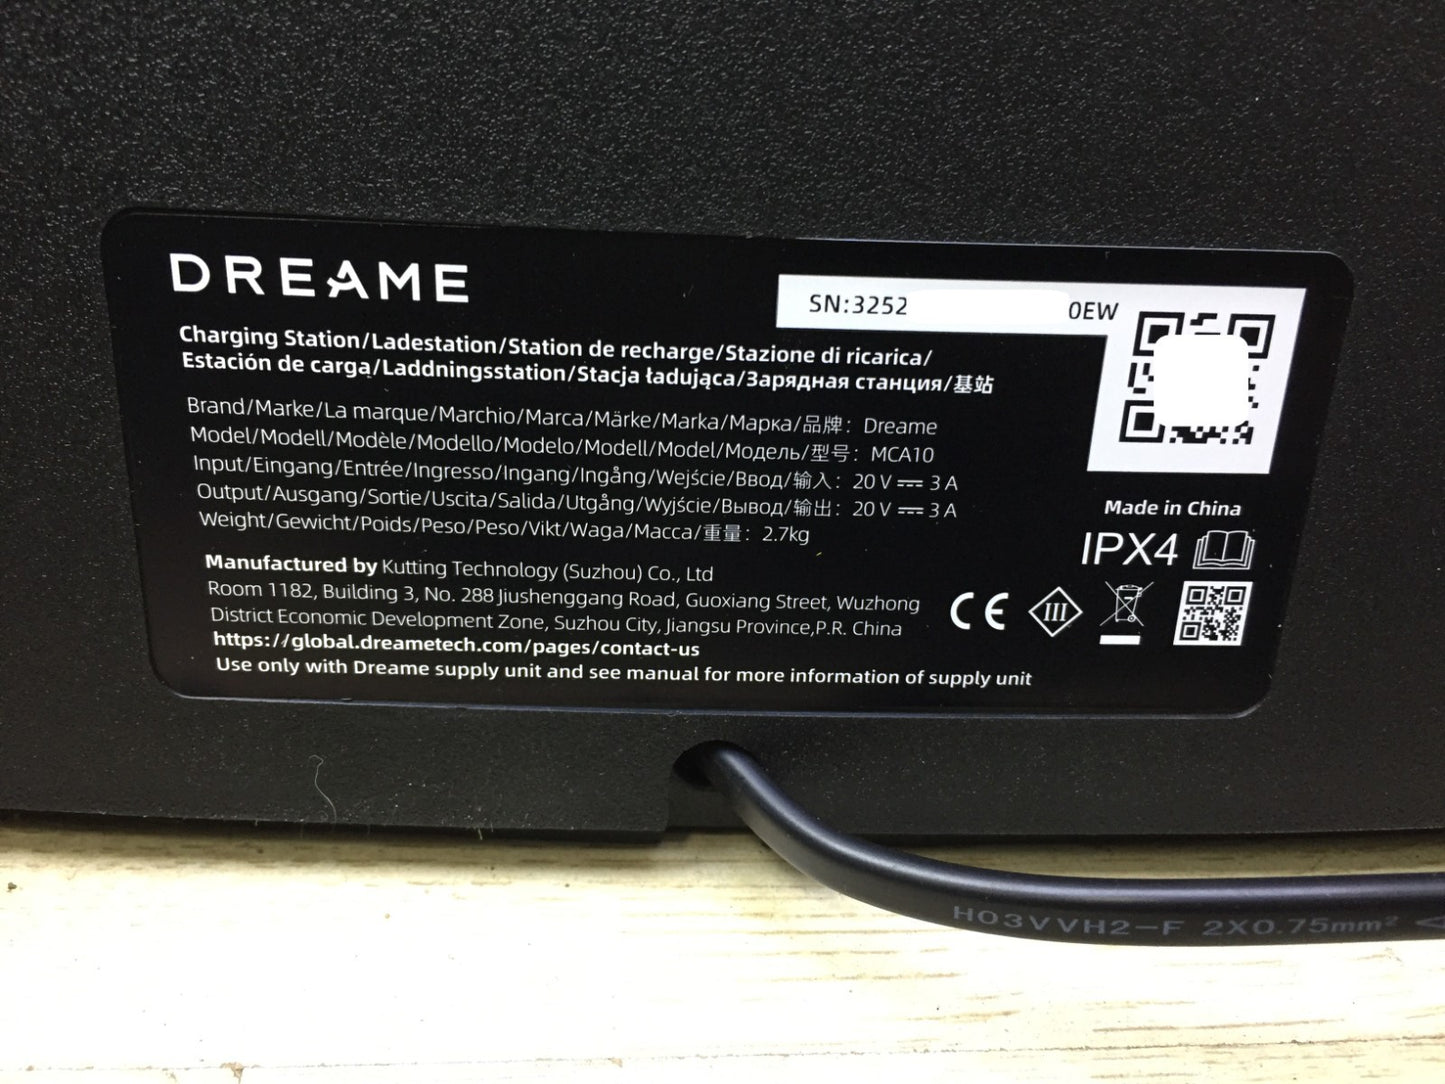 DREAME
SN:3252 0EW
Charging Station/Ladestation/Station de recharge/Stazione di ricarica/
Estación de carga/Laddningsstation/Stacja ładująca/Зарядная станция/基站
Brand/Marke/La marque/Marchio/Marca/Märke/Marka/Марка/品牌: Dreame
Model/Modell/Modèle/Modello/Modelo/Modell/Model/Модель/型号: MCA10
Input/Eingang/Entrée/Ingresso/Ingang/Ingång/Wejście/Ввод/输入: 20 V ⎓ 3 A
Output/Ausgang/Sortie/Uscita/Salida/Utgång/Wyjście/Вывод/输出: 20 V ⎓ 3 A
Weight/Gewicht/Poids/Peso/Peso/Vikt/Waga/Масса/重量: 2.7kg
Made in China
IPX4
Manufactured by Kutting Technology (Suzhou) Co., Ltd
Room 1182, Building 3, No. 288 Jiushenggang Road, Guoxiang Street, Wuzhong
District Economic Development Zone, Suzhou City, Jiangsu Province,P.R. China
https://global.dreametech.com/pages/contact-us
Use only with Dreame supply unit and see manual for more information of supply unit
CE III
H03VVH2-F 2X0.75mm²